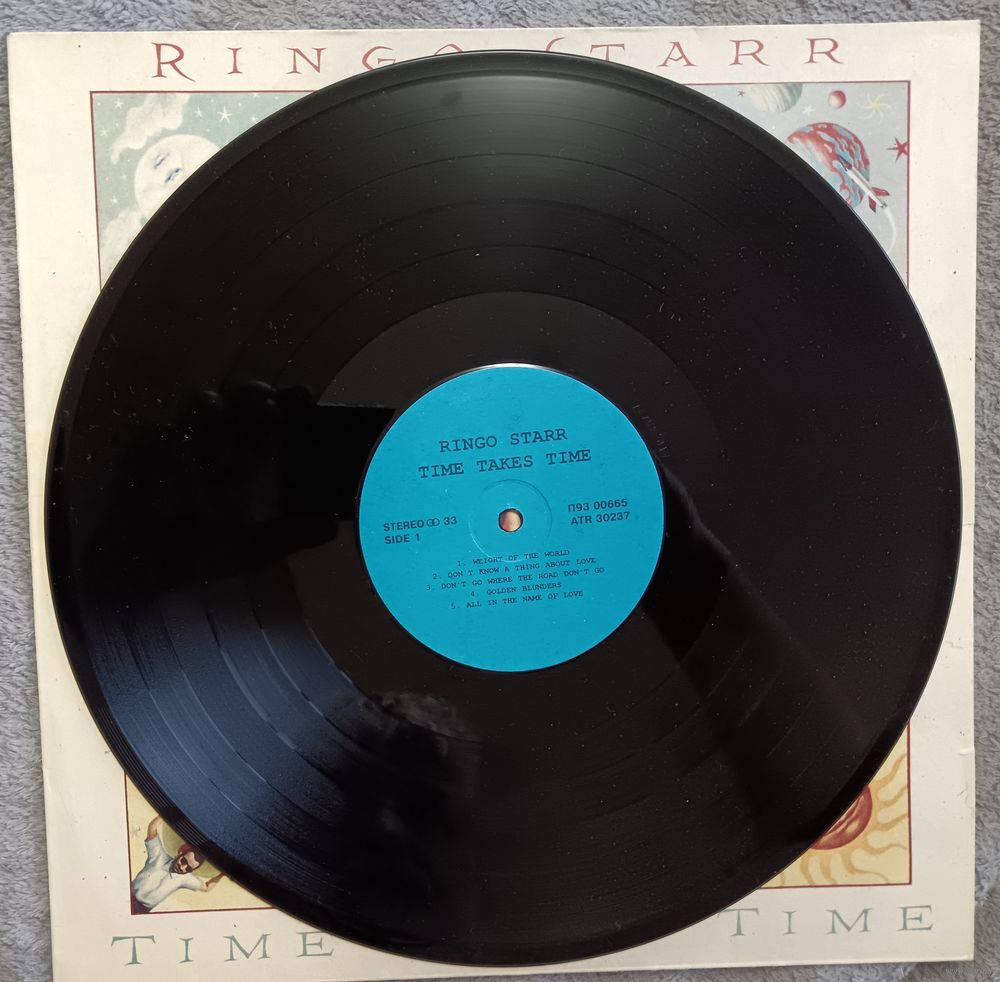 RINGO STARR
RINGO STARR
TIME TAKES TIME
STEREO 33
SIDE 1
П93 00665
ATR 30237
1. WEIGHT OF THE WORLD
2. DON'T KNOW A THING ABOUT LOVE
3. DON'T GO WHERE THE ROAD DON'T GO
4. GOLDEN BLUNDERS
5. ALL IN THE NAME OF LOVE
TIME TIME